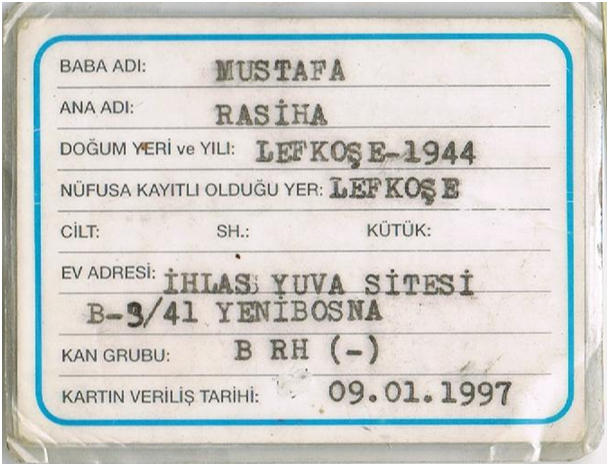 BABA ADI: MUSTAFA
ANA ADI: RASİHA
DOĞUM YERİ ve YILI: LEFKOŞE-1944
NÜFUSA KAYITLI OLDUĞU YER: LEFKOŞE
CİLT: SH.: KÜTÜK:
EV ADRESİ: İHLAS YUVA SİTESİ
B-3/41 YENİBOSNA
KAN GRUBU: B RH (-)
KARTIN VERİLİŞ TARİHİ: 09.01.1997